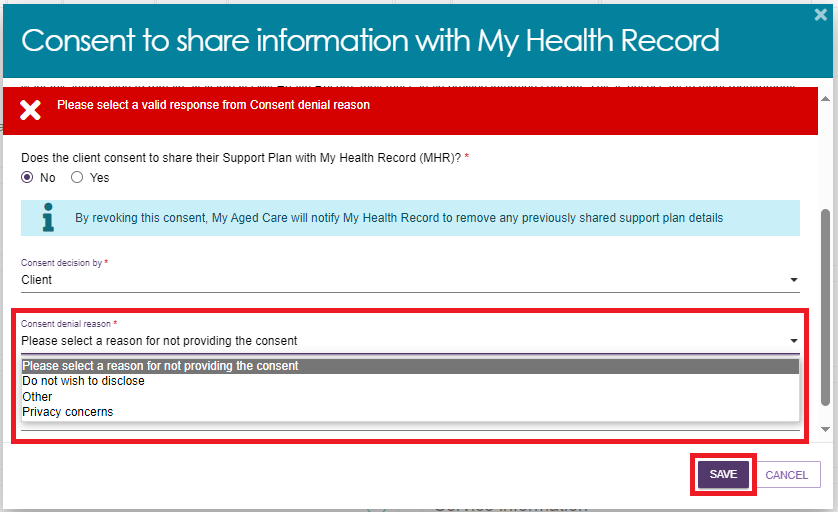 Consent to share information with My Health Record
Please select a valid response from Consent denial reason
Does the client consent to share their Support Plan with My Health Record (MHR)? *
No Yes
By revoking this consent, My Aged Care will notify My Health Record to remove any previously shared support plan details
Consent decision by *
Client
Consent denial reason *
Please select a reason for not providing the consent
Please select a reason for not providing the consent
Do not wish to disclose
Other
Privacy concerns
SAVE CANCEL